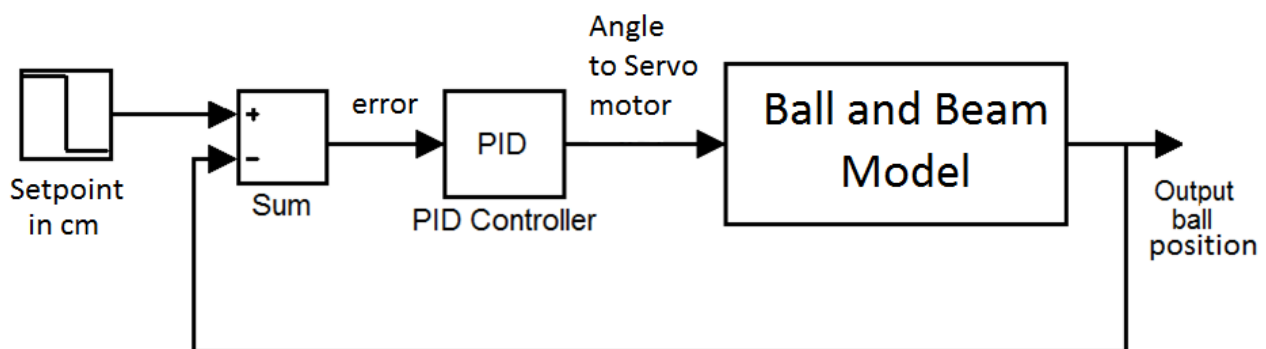 Setpoint
in cm
+
−
Sum
error
PID
PID Controller
Angle
to Servo
motor
Ball and Beam
Model
Output
ball
position